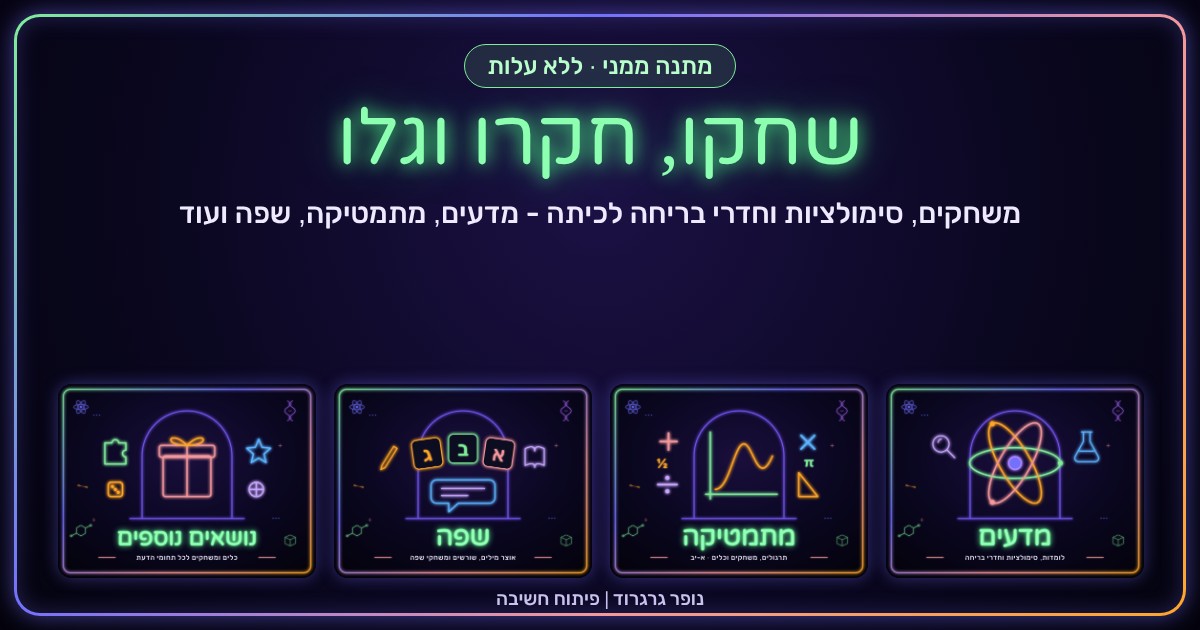 מתנה ממני · ללא עלות
שחקו, חקרו וגלו
משחקים, סימולציות וחדרי בריחה לכיתה - מדעים, מתמטיקה, שפה ועוד
מדעים
לומדות, סימולציות וחדרי בריחה
½
π
מתמטיקה
תרגולים, משחקים וכלים · א-יב
א ב ג
שפה
אוצר מילים, שורשים ומשחקי שפה
נושאים נוספים
כלים ומשחקים לכל תחומי הדעת
נופר גרגרוד | פיתוח חשיבה